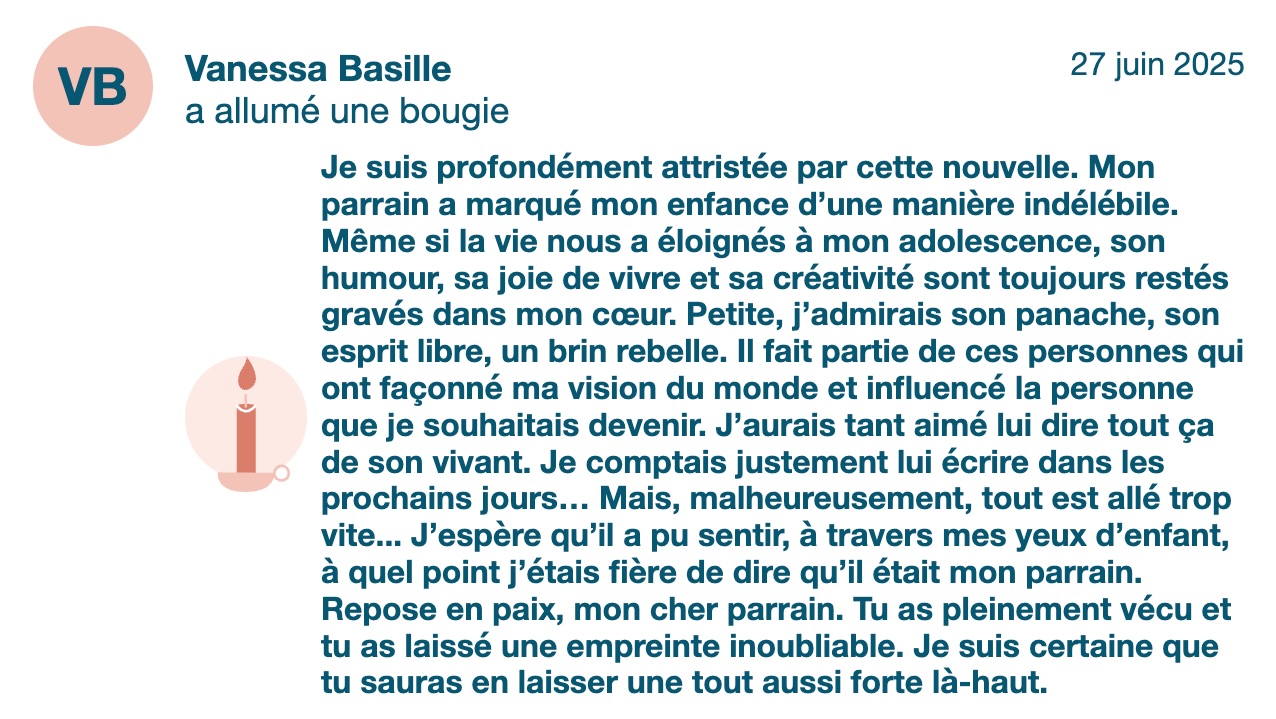 VB
Vanessa Basille
a allumé une bougie
27 juin 2025
Je suis profondément attristée par cette nouvelle. Mon
parrain a marqué mon enfance d’une manière indélébile.
Même si la vie nous a éloignés à mon adolescence, son
humour, sa joie de vivre et sa créativité sont toujours restés
gravés dans mon cœur. Petite, j’admirais son panache, son
esprit libre, un brin rebelle. Il fait partie de ces personnes qui
ont façonné ma vision du monde et influencé la personne
que je souhaitais devenir. J’aurais tant aimé lui dire tout ça
de son vivant. Je comptais justement lui écrire dans les
prochains jours… Mais, malheureusement, tout est allé trop
vite... J’espère qu’il a pu sentir, à travers mes yeux d’enfant,
à quel point j’étais fière de dire qu’il était mon parrain.
Repose en paix, mon cher parrain. Tu as pleinement vécu et
tu as laissé une empreinte inoubliable. Je suis certaine que
tu sauras en laisser une tout aussi forte là-haut.